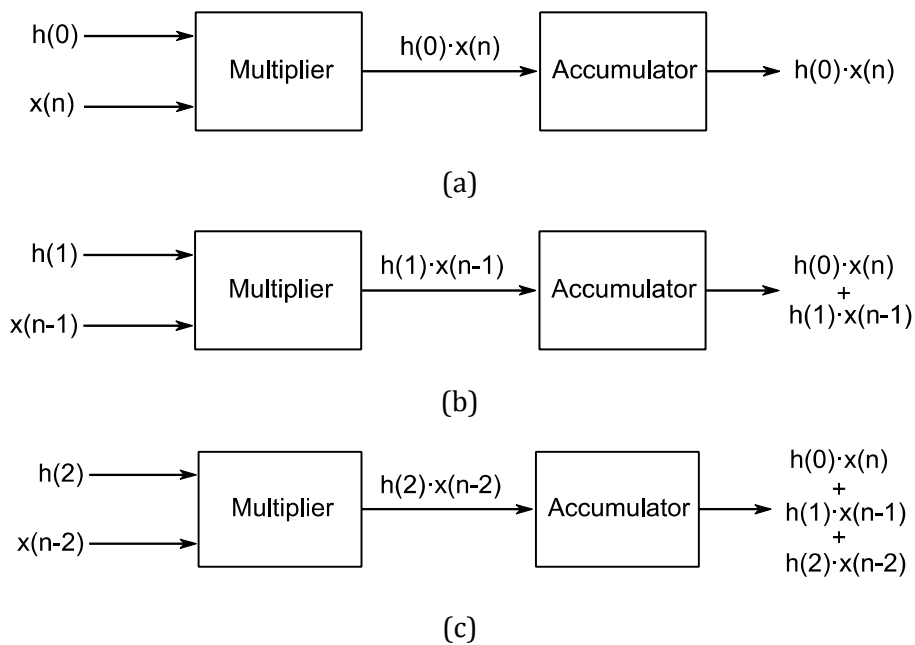 h(0)
x(n)
Multiplier
h(0)·x(n)
Accumulator
h(0)·x(n)
(a)
h(1)
x(n-1)
Multiplier
h(1)·x(n-1)
Accumulator
h(0)·x(n)
+
h(1)·x(n-1)
(b)
h(2)
x(n-2)
Multiplier
h(2)·x(n-2)
Accumulator
h(0)·x(n)
+
h(1)·x(n-1)
+
h(2)·x(n-2)
(c)